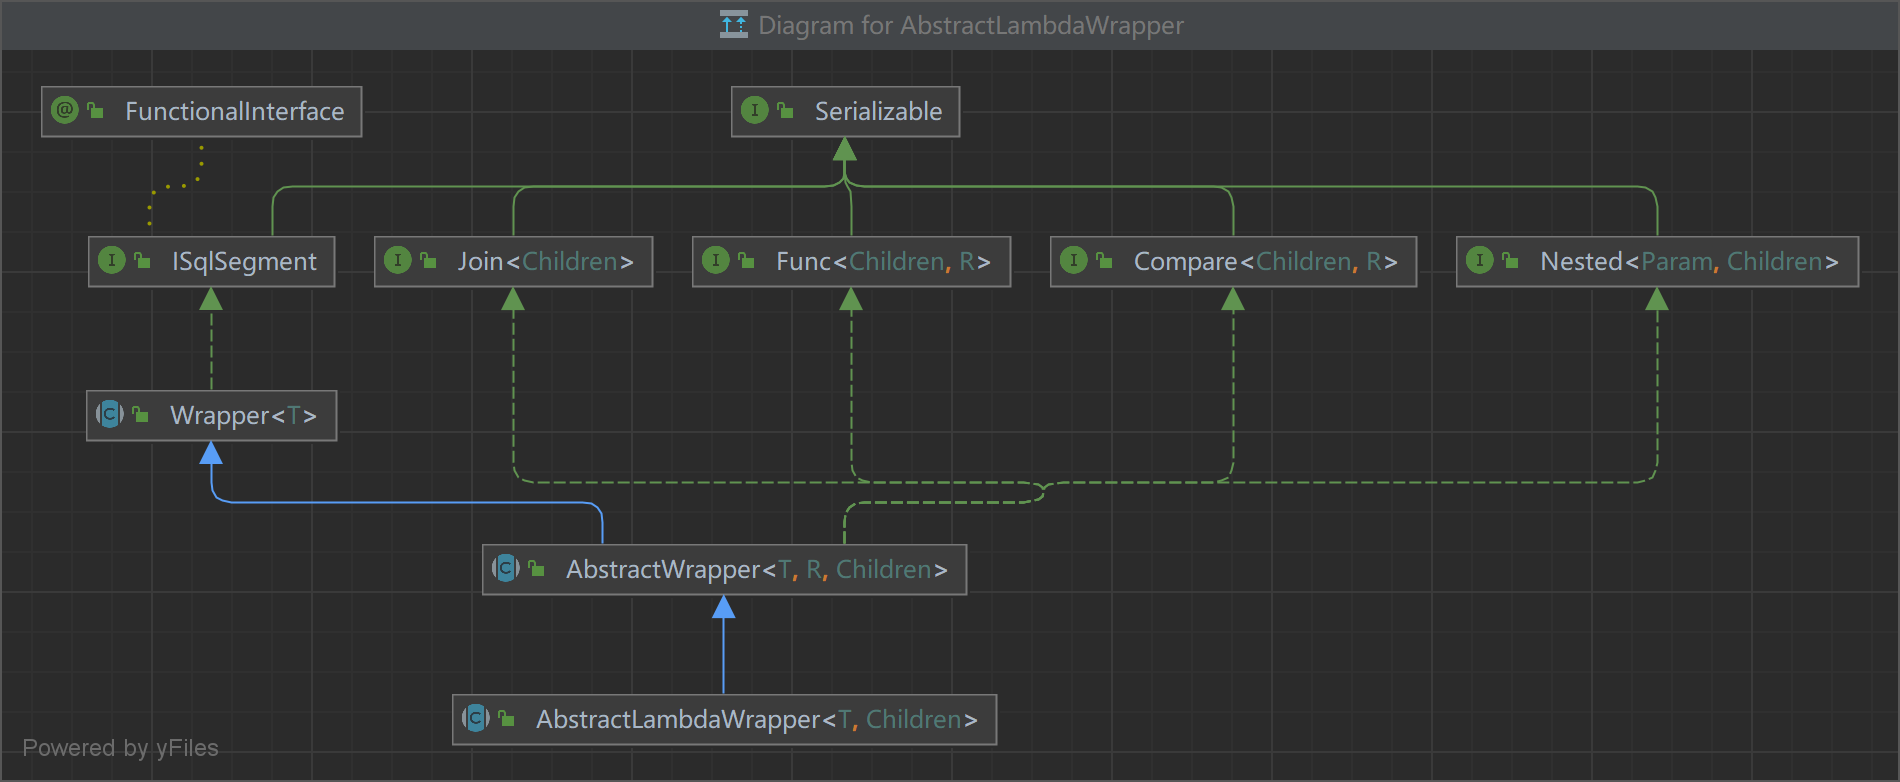 Diagram for AbstractLambdaWrapper
@ FunctionalInterface
I Serializable
I ISqlSegment
I Join<Children>
I Func<Children, R>
I Compare<Children, R>
I Nested<Param, Children>
C Wrapper<T>
C AbstractWrapper<T, R, Children>
C AbstractLambdaWrapper<T, Children>
Powered by yFiles